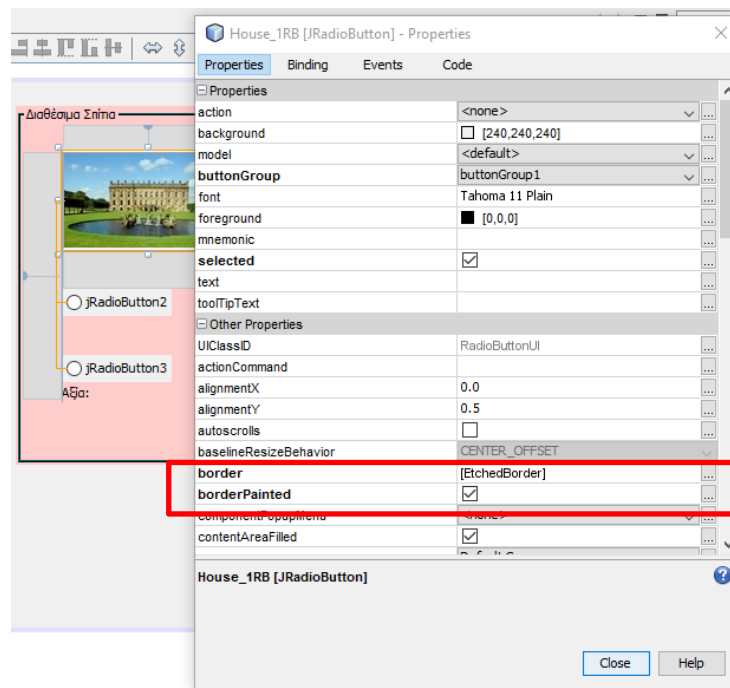 House_1RB [JRadioButton] - Properties
Properties Binding Events Code
Properties
action <none> ...
background [240,240,240] ...
model <default> ...
buttonGroup buttonGroup1 ...
font Tahoma 11 Plain ...
foreground [0,0,0] ...
mnemonic ...
selected ...
text ...
toolTipText ...
Other Properties
UIClassID RadioButtonUI ...
actionCommand ...
alignmentX 0.0 ...
alignmentY 0.5 ...
autoscrolls ...
baselineResizeBehavior CENTER_OFFSET
border [EtchedBorder] ...
borderPainted ...
componentPopupMenu <none> ...
contentAreaFilled ...
House_1RB [JRadioButton]
?
Close Help
Διαθέσιμα Σπίτια
jRadioButton2
jRadioButton3
Αξία: